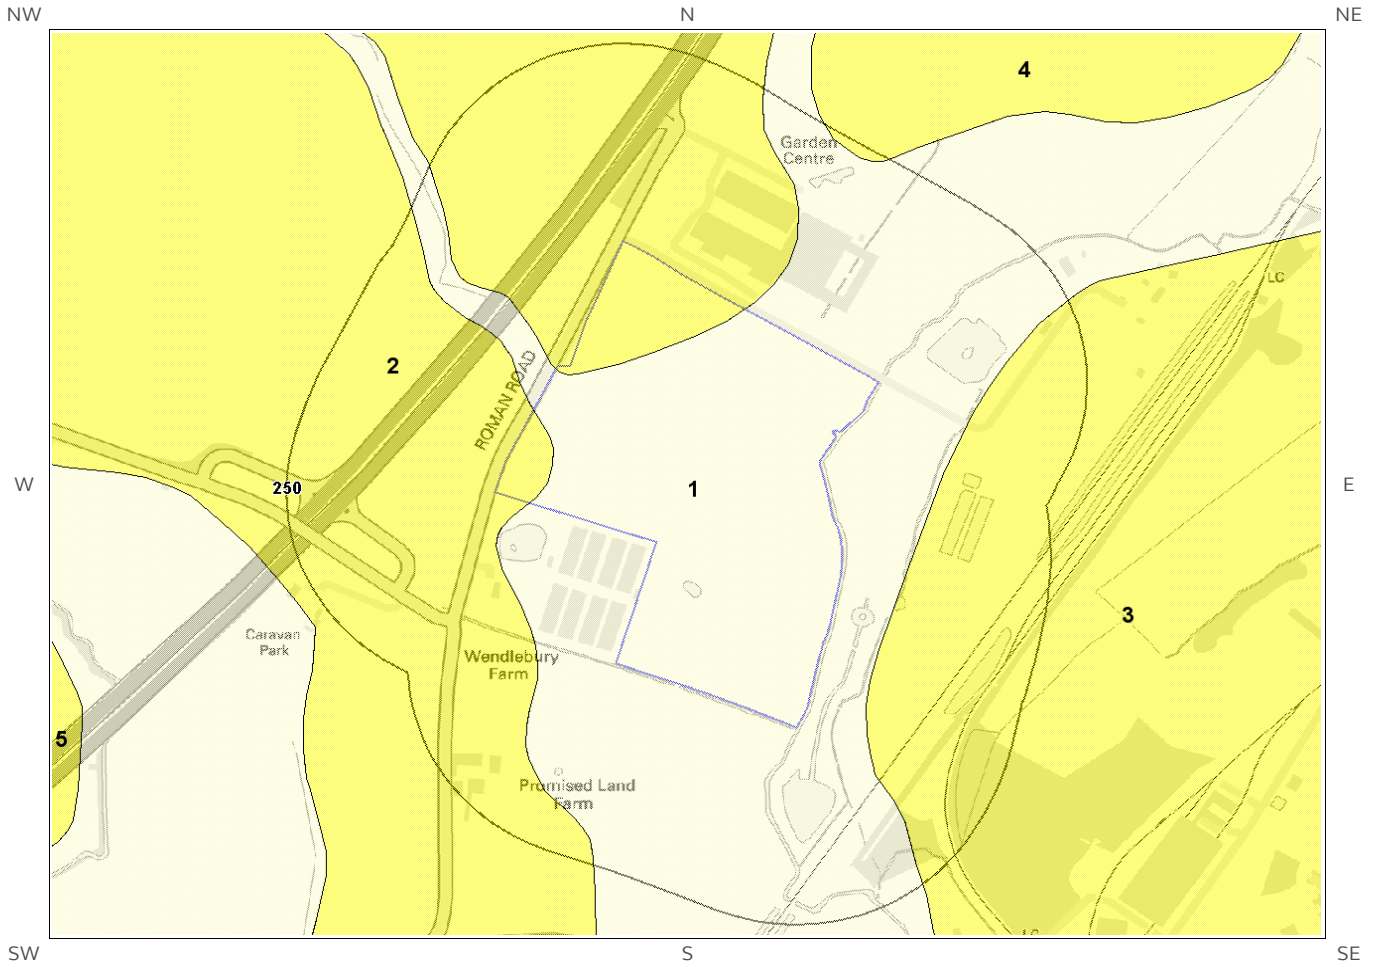 NW
N
NE
4
Garden
Centre
LC
2
ROMAN ROAD
W
250
1
E
3
Caravan
Park
Wendlebury
Farm
5
Promised Land
Farm
SW
S
SE